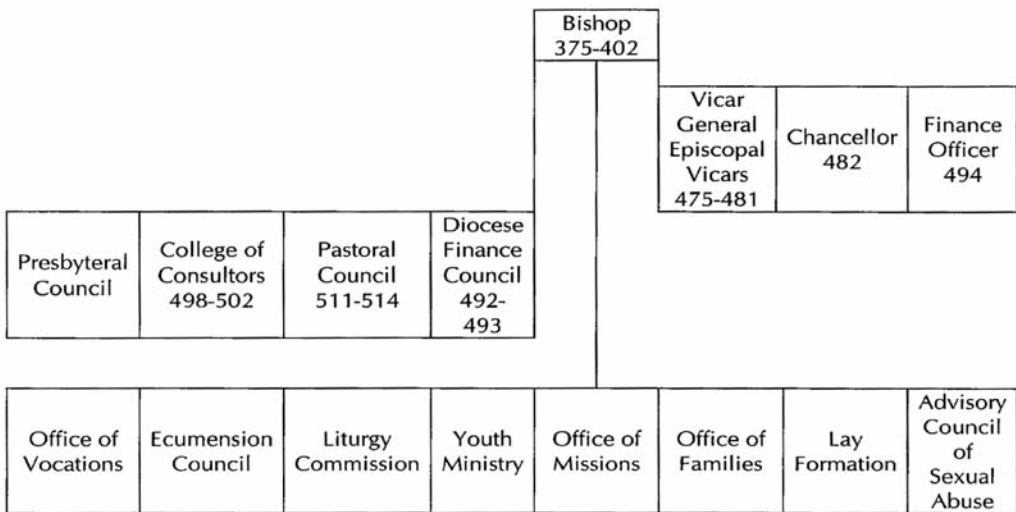 Bishop
375-402
Vicar
General
Episcopal
Vicars
475-481
Chancellor
482
Finance
Officer
494
Presbyteral
Council
College of
Consultors
498-502
Pastoral
Council
511-514
Diocese
Finance
Council
492-
493
Office of
Vocations
Ecumension
Council
Liturgy
Commission
Youth
Ministry
Office of
Missions
Office of
Families
Lay
Formation
Advisory
Council
of
Sexual
Abuse